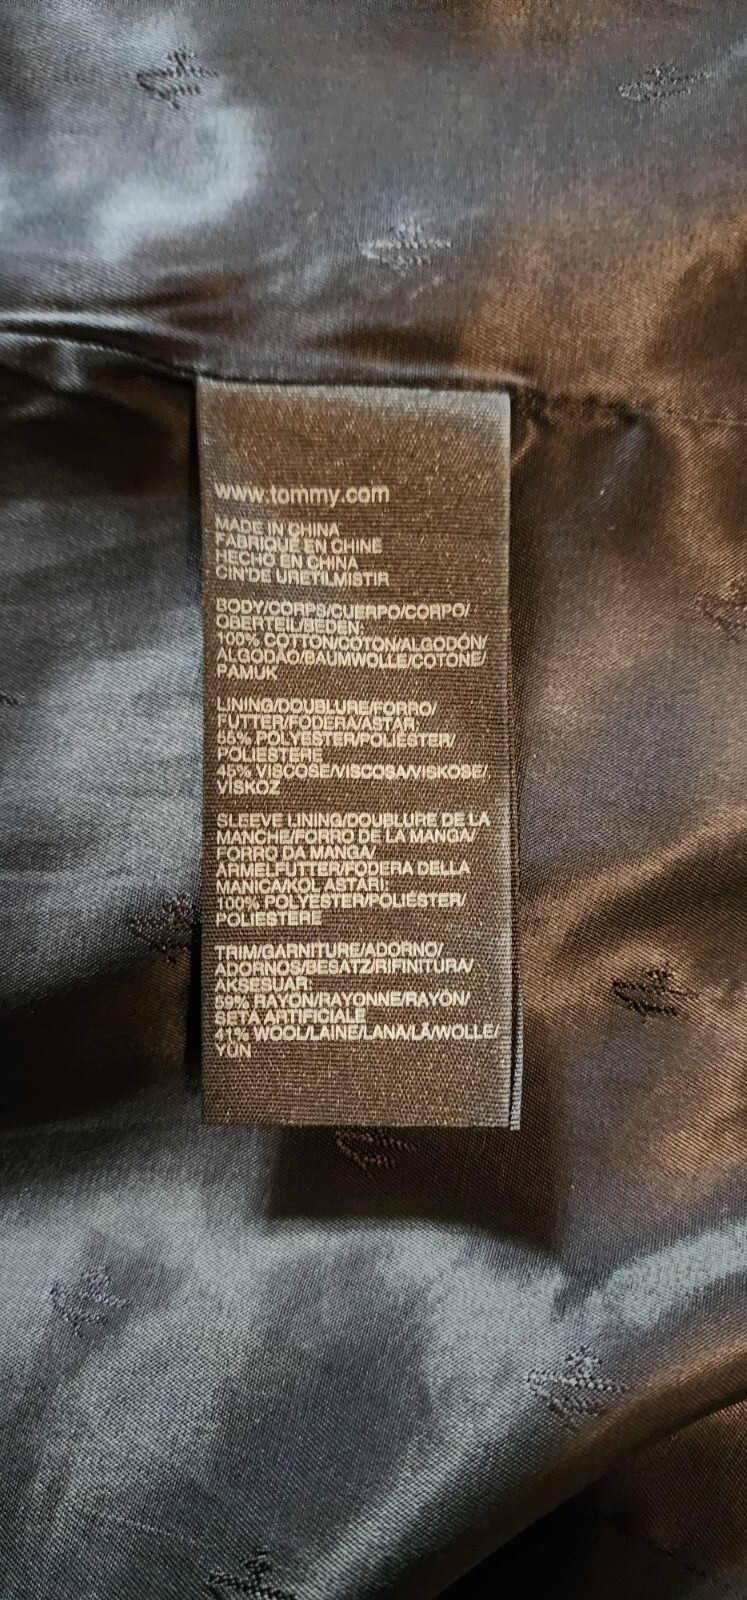 www.tommy.com
MADE IN CHINA
FABRIQUÉ EN CHINE
HECHO EN CHINA
CIN'DE URETILMISTIR
BODY/CORPS/CUERPO/CORPO/
OBERTEIL/BEDEN:
100% COTTON/COTON/ALGODÓN/
ALGODÃO/BAUMWOLLE/COTONE/
PAMUK
LINING/DOUBLURE/FORRO/
FUTTER/FODERA/ASTAR:
55% POLYESTER/POLIÉSTER/
POLIESTERE
45% VISCOSE/VISCOSA/VISKOSE/
VISKOZ
SLEEVE LINING/DOUBLURE DE LA
MANCHE/FORRO DE LA MANGA/
FORRO DA MANGA/
ÄRMELFUTTER/FODERA DELLA
MANICA/KOL ASTARI:
100% POLYESTER/POLIÉSTER/
POLIESTERE
TRIM/GARNITURE/ADORNO/
ADORNOS/BESATZ/RIFINITURA/
AKSESUAR:
59% RAYON/RAYONNE/RAYÓN/
SETA ARTIFICIALE
41% WOOL/LAINE/LANA/LÃ/WOLLE/
YÜN